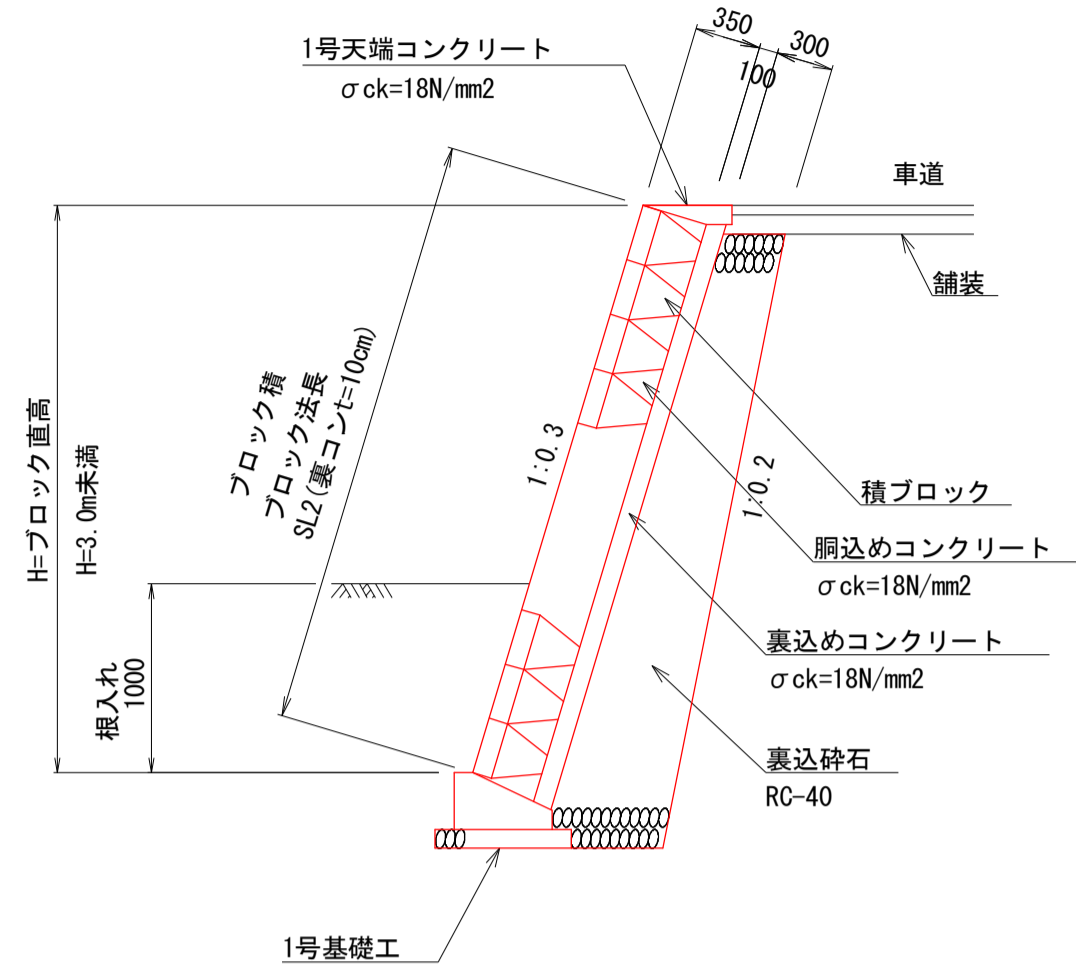 350
100
300
1号天端コンクリート
σck=18N/mm2
車道
舗装
H=ブロック直高
H=3.0m未満
ブロック積
ブロック法長
SL2(裏コンt=10cm)
1:0.3
1:0.2
積ブロック
胴込めコンクリート
σck=18N/mm2
裏込めコンクリート
σck=18N/mm2
根入れ
1000
裏込砕石
RC-40
1号基礎工